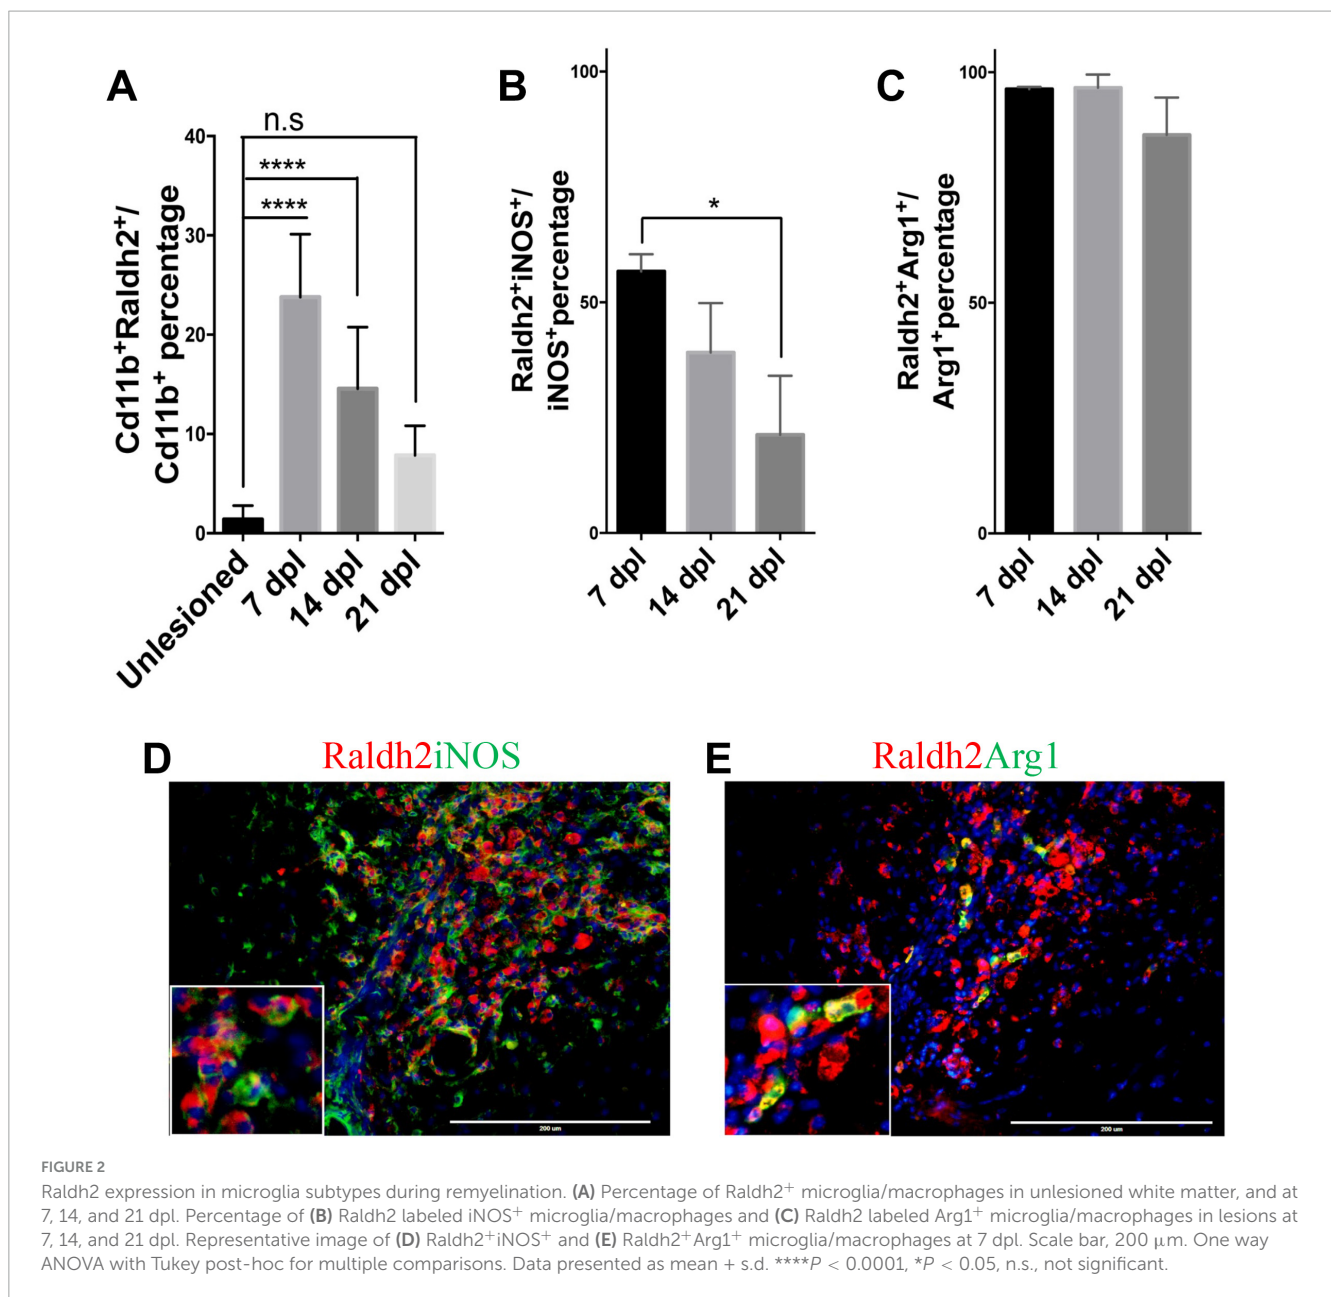 A
n.s
****
****
40
30
20
10
0
Cd11b⁺Raldh2⁺/
Cd11b⁺ percentage
Unlesioned
7 dpl
14 dpl
21 dpl
B
100
50
0
*
Raldh2⁺iNOS⁺/
iNOS⁺percentage
7 dpl
14 dpl
21 dpl
C
100
50
0
Raldh2⁺Arg1⁺/
Arg1⁺percentage
7 dpl
14 dpl
21 dpl
D
Raldh2iNOS
200 um
E
Raldh2Arg1
200 um
FIGURE 2
Raldh2 expression in microglia subtypes during remyelination. (A) Percentage of Raldh2⁺ microglia/macrophages in unlesioned white matter, and at
7, 14, and 21 dpl. Percentage of (B) Raldh2 labeled iNOS⁺ microglia/macrophages and (C) Raldh2 labeled Arg1⁺ microglia/macrophages in lesions at
7, 14, and 21 dpl. Representative image of (D) Raldh2⁺iNOS⁺ and (E) Raldh2⁺Arg1⁺ microglia/macrophages at 7 dpl. Scale bar, 200 μm. One way
ANOVA with Tukey post-hoc for multiple comparisons. Data presented as mean + s.d. ****P < 0.0001, *P < 0.05, n.s., not significant.